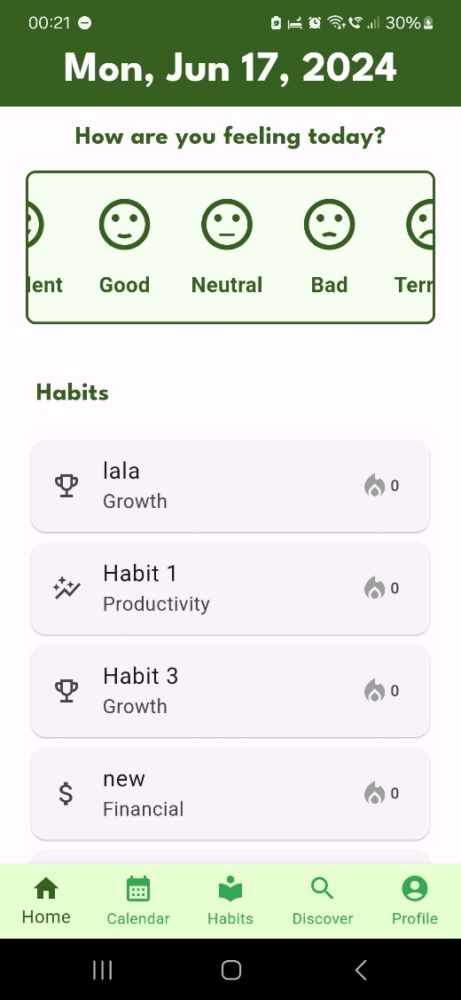 00:21 30%
Mon, Jun 17, 2024
How are you feeling today?
lent Good Neutral Bad Terr
Habits
lala
Growth
0
Habit 1
Productivity
0
Habit 3
Growth
0
new
Financial
0
Home Calendar Habits Discover Profile